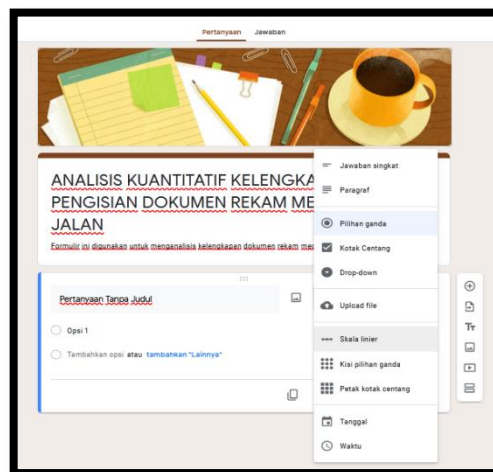 Pertanyaan Jawaban
ANALISIS KUANTITATIF KELENGKA
PENGISIAN DOKUMEN REKAM ME
JALAN
Formulir ini digunakan untuk menganalisis kelengkapan dokumen rekam me
Pertanyaan Tanpa Judul
Opsi 1
Tambahkan opsi atau tambahkan "Lainnya"
Jawaban singkat
Paragraf
Pilihan ganda
Kotak Centang
Drop-down
Upload file
Skala linier
Kisi pilihan ganda
Petak kotak centang
Tanggal
Waktu
Tт